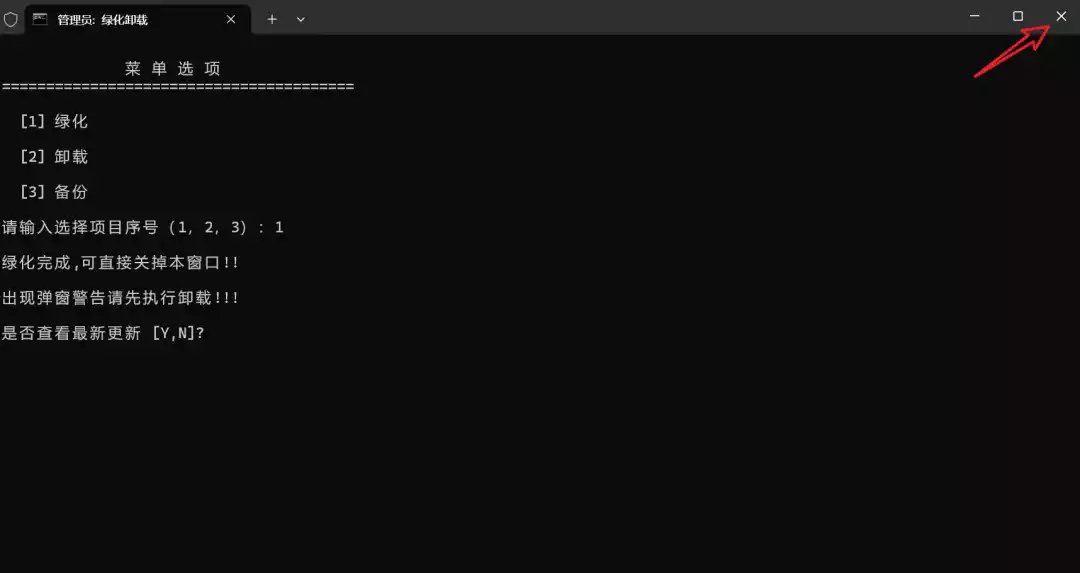 管理员: 绿化卸载
菜 单 选 项
========================================
[1] 绿化
[2] 卸载
[3] 备份
请输入选择项目序号 (1, 2, 3) : 1
绿化完成,可直接关掉本窗口!!
出现弹窗警告请先执行卸载!!!
是否查看最新更新 [Y,N]?